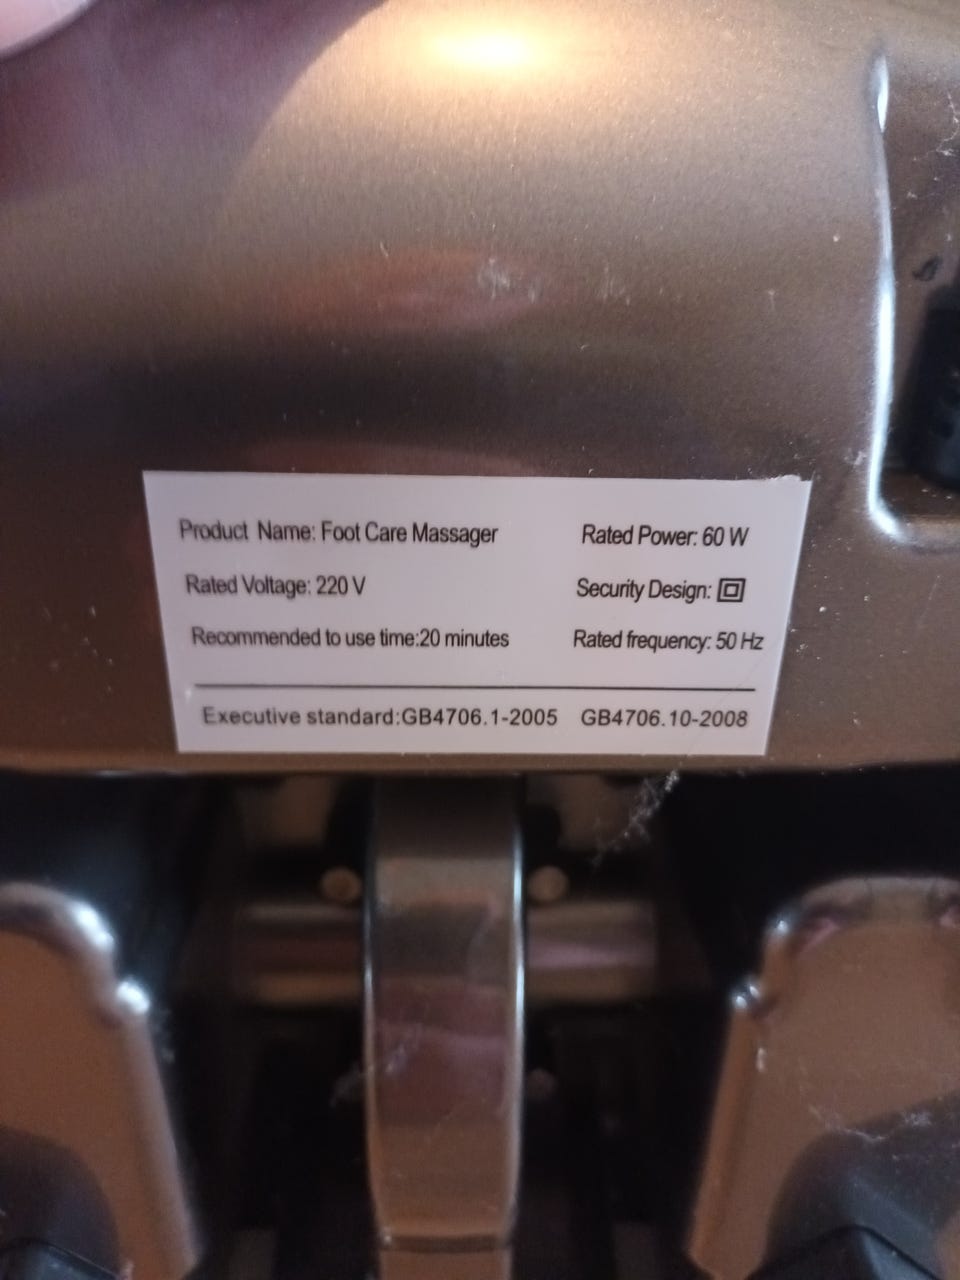 Product Name: Foot Care Massager
Rated Power: 60 W
Rated Voltage: 220 V
Security Design:
Recommended to use time:20 minutes
Rated frequency: 50 Hz
Executive standard:GB4706.1-2005 GB4706.10-2008